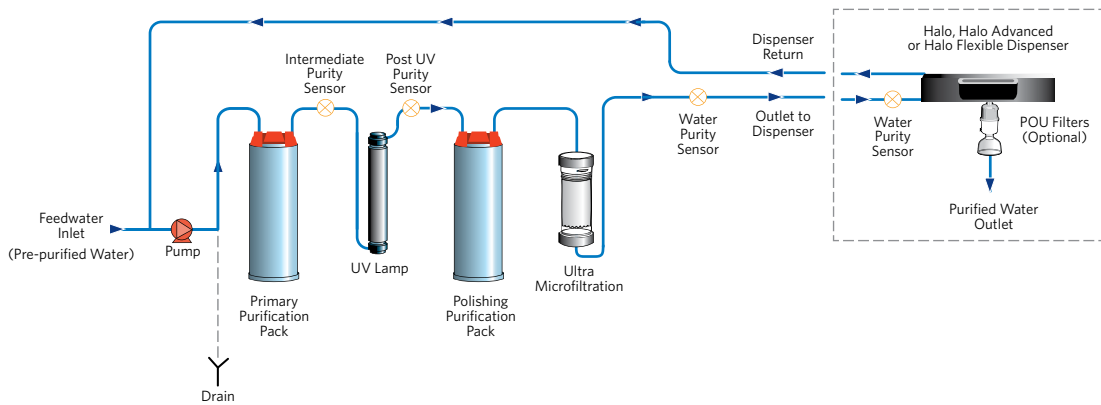 Feedwater
Inlet
(Pre-purified Water)
Pump
Drain
Primary
Purification
Pack
Intermediate
Purity
Sensor
UV Lamp
Post UV
Purity
Sensor
Polishing
Purification
Pack
Ultra
Microfiltration
Water
Purity
Sensor
Dispenser
Return
Outlet to
Dispenser
Halo, Halo Advanced
or Halo Flexible Dispenser
Water
Purity
Sensor
POU Filters
(Optional)
Purified Water
Outlet